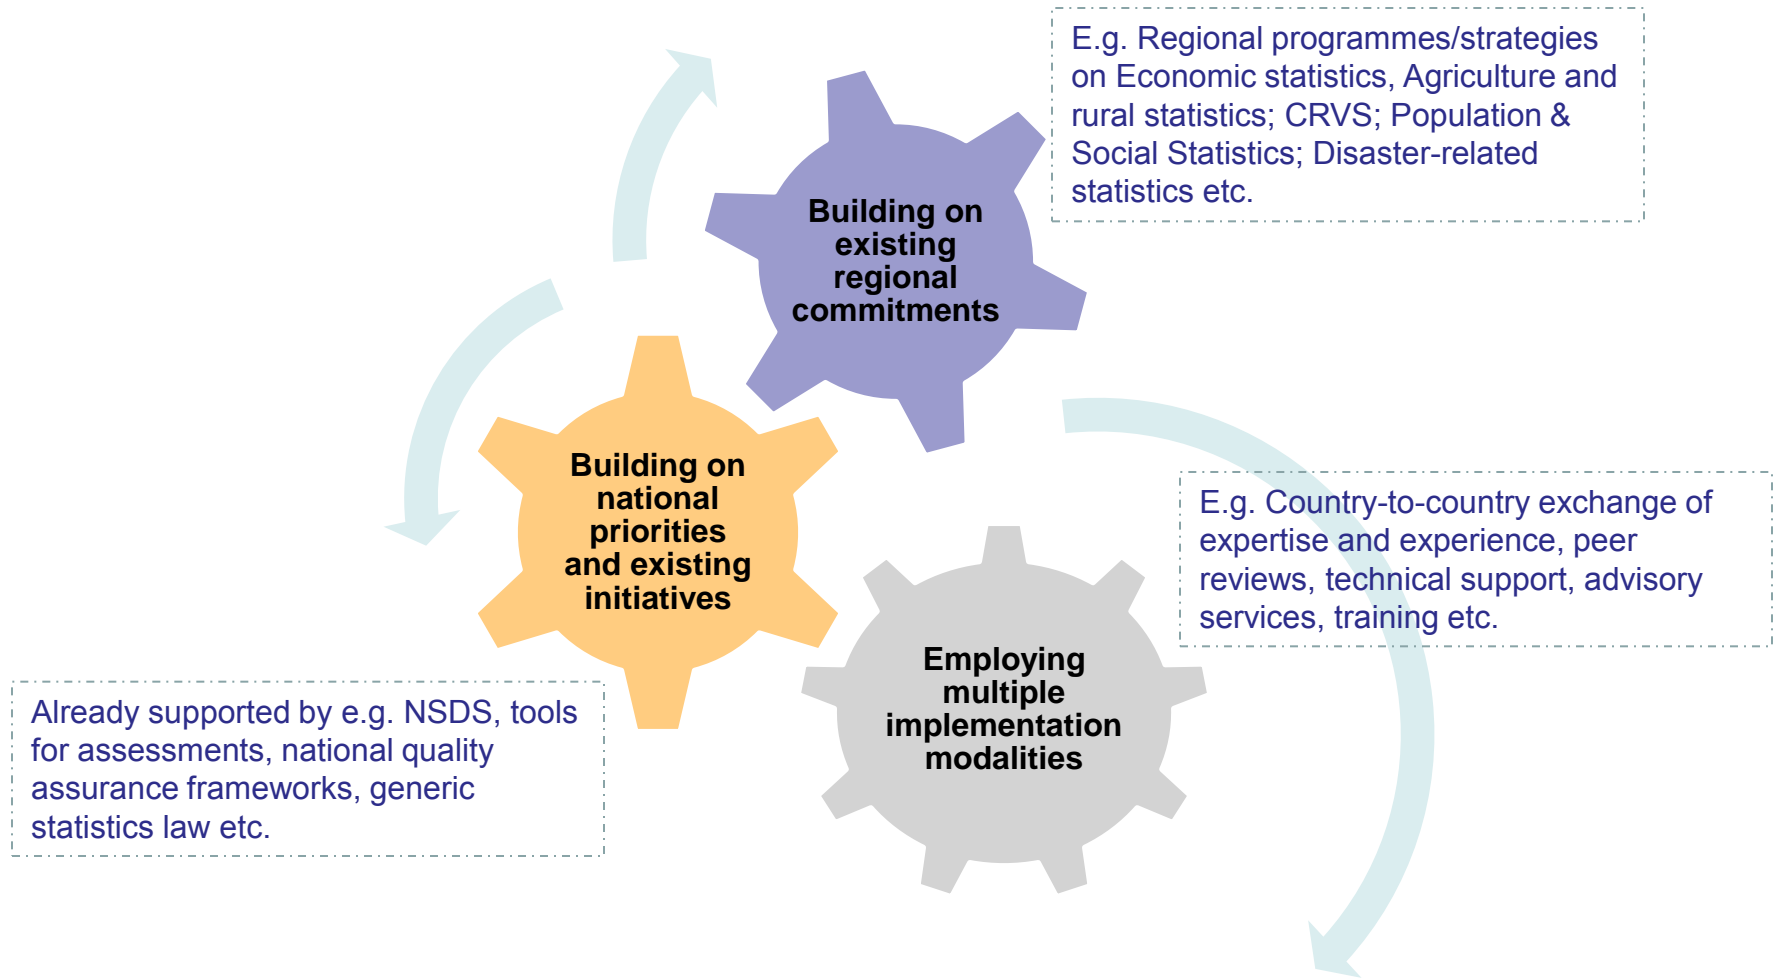 E.g. Regional programmes/strategies
on Economic statistics, Agriculture and
rural statistics; CRVS; Population &
Social Statistics; Disaster-related
statistics etc.
Building on
existing
regional
commitments
Building on
national
priorities
and existing
initiatives
E.g. Country-to-country exchange of
expertise and experience, peer
reviews, technical support, advisory
services, training etc.
Employing
multiple
implementation
modalities
Already supported by e.g. NSDS, tools
for assessments, national quality
assurance frameworks, generic
statistics law etc.